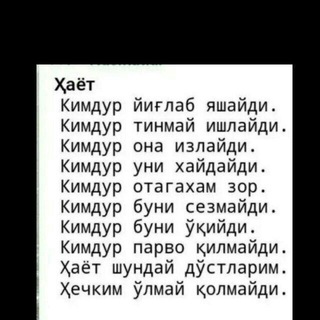 Ҳаёт
Кимдур йиғлаб яшайди.
Кимдур тинмай ишлайди.
Кимдур она излайди.
Кимдур уни хайдайди.
Кимдур отагахам зор.
Кимдур буни сезмайди.
Кимдур буни ўқийди.
Кимдур парво қилмайди.
Ҳаёт шундай дўстларим.
Ҳечким ўлмай қолмайди.